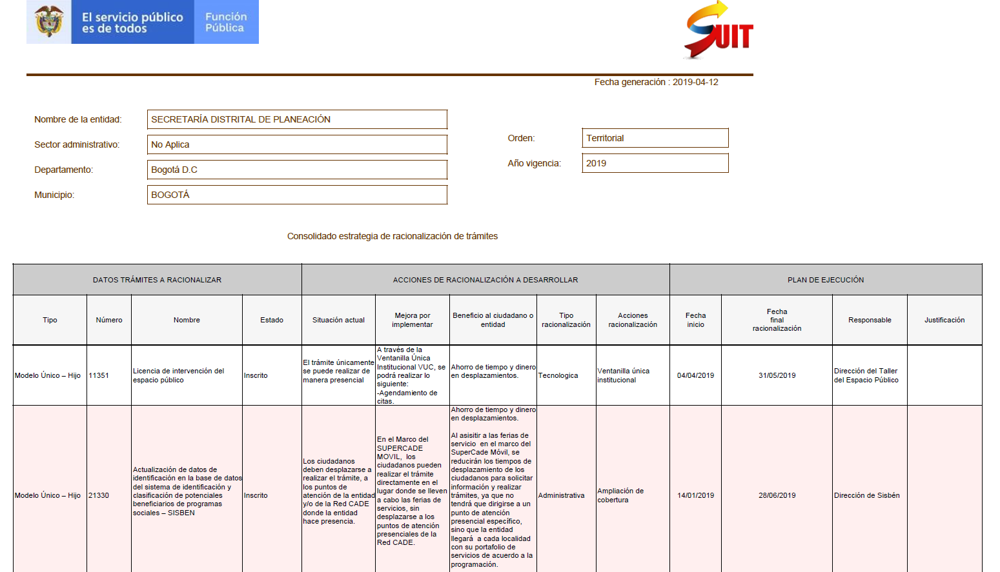 El servicio público
es de todos
Función
Pública
SUIT
Fecha generación : 2019-04-12
Nombre de la entidad:
SECRETARÍA DISTRITAL DE PLANEACIÓN
Sector administrativo:
No Aplica
Departamento:
Bogotá D.C
Municipio:
BOGOTÁ
Orden:
Territorial
Año vigencia:
2019
Consolidado estrategia de racionalización de trámites
DATOS TRÁMITES A RACIONALIZAR
ACCIONES DE RACIONALIZACIÓN A DESARROLLAR
PLAN DE EJECUCIÓN
Tipo
Número
Nombre
Estado
Situación actual
Mejora por
implementar
Beneficio al ciudadano o
entidad
Tipo
racionalización
Acciones
racionalización
Fecha
inicio
Fecha
final
racionalización
Responsable
Justificación
Modelo Único – Hijo
11351
Licencia de intervención del
espacio público
Inscrito
El trámite únicamente
se puede realizar de
manera presencial
A través de la
Ventanilla Única
Institucional VUC, se
podrá realizar lo
siguiente:
-Agendamiento de
citas.
Ahorro de tiempo y dinero
en desplazamientos.
Tecnologica
Ventanilla única
institucional
04/04/2019
31/05/2019
Dirección del Taller
del Espacio Público
Modelo Único – Hijo
21330
Actualización de datos de
identificación en la base de datos
del sistema de identificación y
clasificación de potenciales
beneficiarios de programas
sociales – SISBEN
Inscrito
Los ciudadanos
deben desplazarse a
realizar el trámite, a
los puntos de
atención de la entidad
y/o de la Red CADE
donde la entidad
hace presencia.
En el Marco del
SUPERCADE
MOVIL, los
ciudadanos pueden
realizar el trámite
directamente en el
lugar donde se lleven
a cabo las ferias de
servicios, sin
desplazarse a los
puntos de atención
presenciales de la
Red CADE.
Ahorro de tiempo y dinero
en desplazamientos.
Al asisitir a las ferias de
servicio en el marco del
SuperCade Móvil, se
reducirán los tiempos de
desplazamiento de los
ciudadanos para solicitar
información y realizar
trámites, ya que no
tendrá que dirigirse a un
punto de atención
presencial específico,
sino que la entidad
llegará a cada localidad
con su portafolio de
servicios de acuerdo a la
programación.
Administrativa
Ampliación de
cobertura
14/01/2019
28/06/2019
Dirección de Sisbén